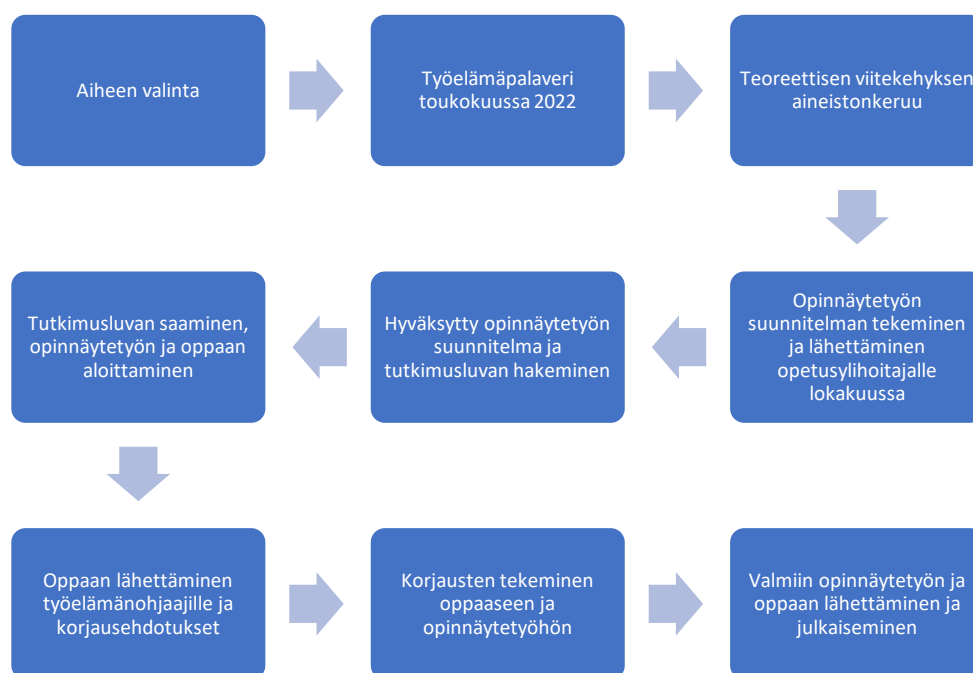 Aiheen valinta
Työelämäpalaveri
toukokuussa 2022
Teoreettisen viitekehyksen
aineistonkeruu
Opinnäytetyön
suunnitelman tekeminen
ja lähettäminen
opetusylihoitajalle
lokakuussa
Hyväksytty opinnäytetyön
suunnitelma ja
tutkimusluvan hakeminen
Tutkimusluvan saaminen,
opinnäytetyön ja oppaan
aloittaminen
Oppaan lähettäminen
työelämänohjaajille ja
korjausehdotukset
Korjausten tekeminen
oppaaseen ja
opinnäytetyöhön
Valmiin opinnäytetyön ja
oppaan lähettäminen ja
julkaiseminen